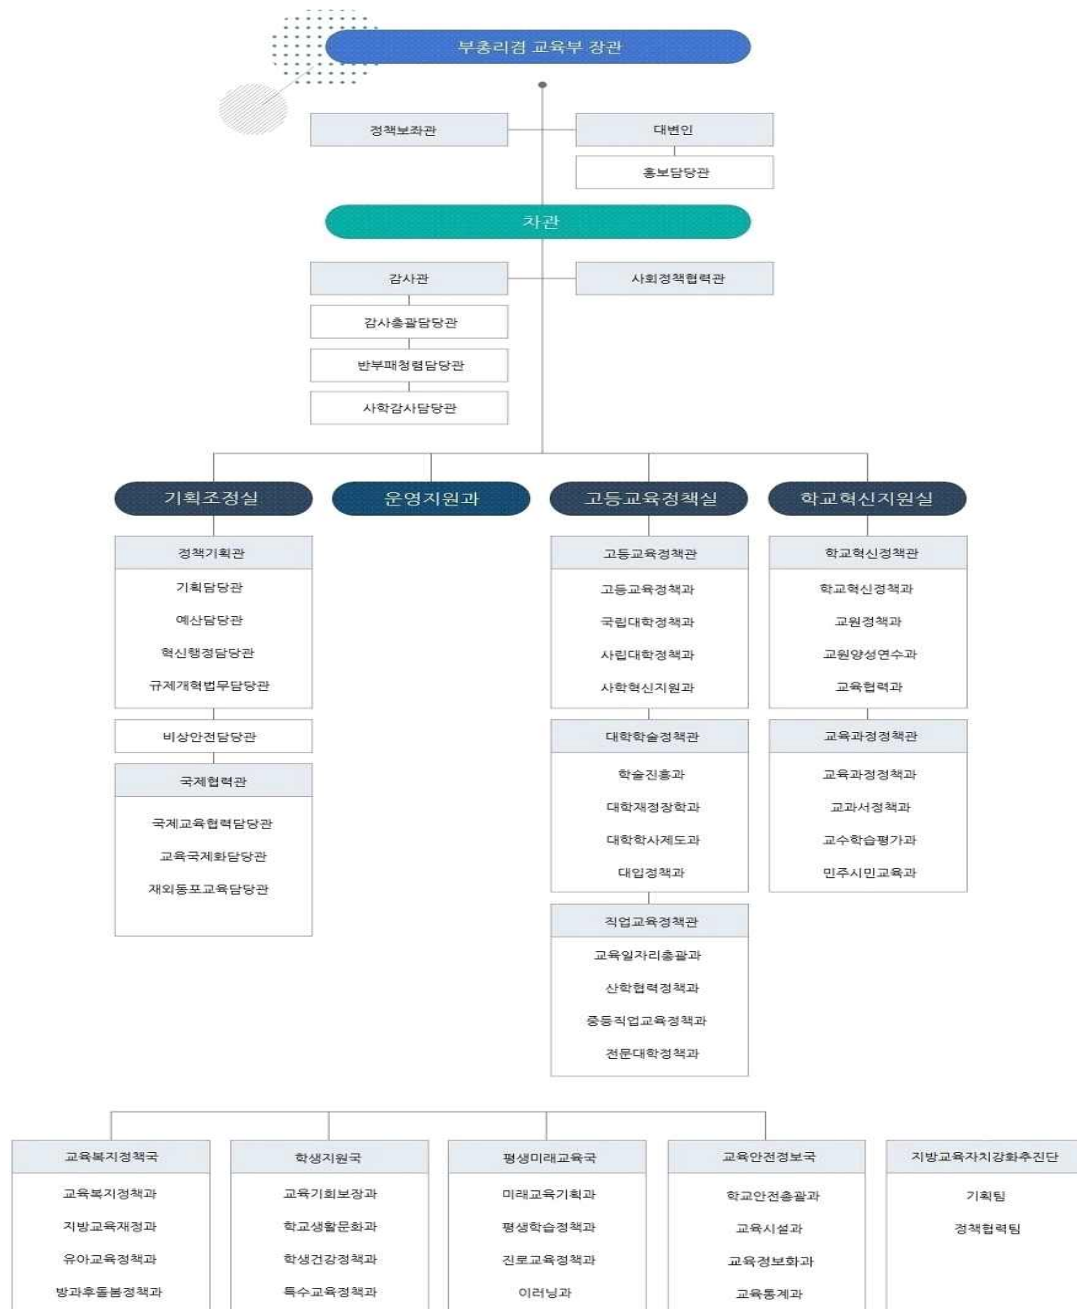 부총리겸 교육부 장관
정책보좌관
대변인
홍보담당관
차관
감사관
사회정책협력관
감사총괄담당관
반부패청렴담당관
사학감사담당관
기획조정실
운영지원과
고등교육정책실
학교혁신지원실
정책기획관
기획담당관
예산담당관
혁신행정담당관
규제개혁법무담당관
비상안전담당관
국제협력관
국제교육협력담당관
교육국제화담당관
재외동포교육담당관
고등교육정책관
고등교육정책과
국립대학정책과
사립대학정책과
사학혁신지원과
대학학술정책관
학술진흥과
대학재정장학과
대학학사제도과
대입정책과
직업교육정책관
교육일자리총괄과
산학협력정책과
중등직업교육정책과
전문대학정책과
학교혁신정책관
학교혁신정책과
교원정책과
교원양성연수과
교육협력과
교육과정정책관
교육과정정책과
교과서정책과
교수학습평가과
민주시민교육과
교육복지정책국
교육복지정책과
지방교육재정과
유아교육정책과
방과후돌봄정책과
학생지원국
교육기회보장과
학교생활문화과
학생건강정책과
특수교육정책과
평생미래교육국
미래교육기획과
평생학습정책과
진로교육정책과
이러닝과
교육안전정보국
학교안전총괄과
교육시설과
교육정보화과
교육통계과
지방교육자치강화추진단
기획팀
정책협력팀